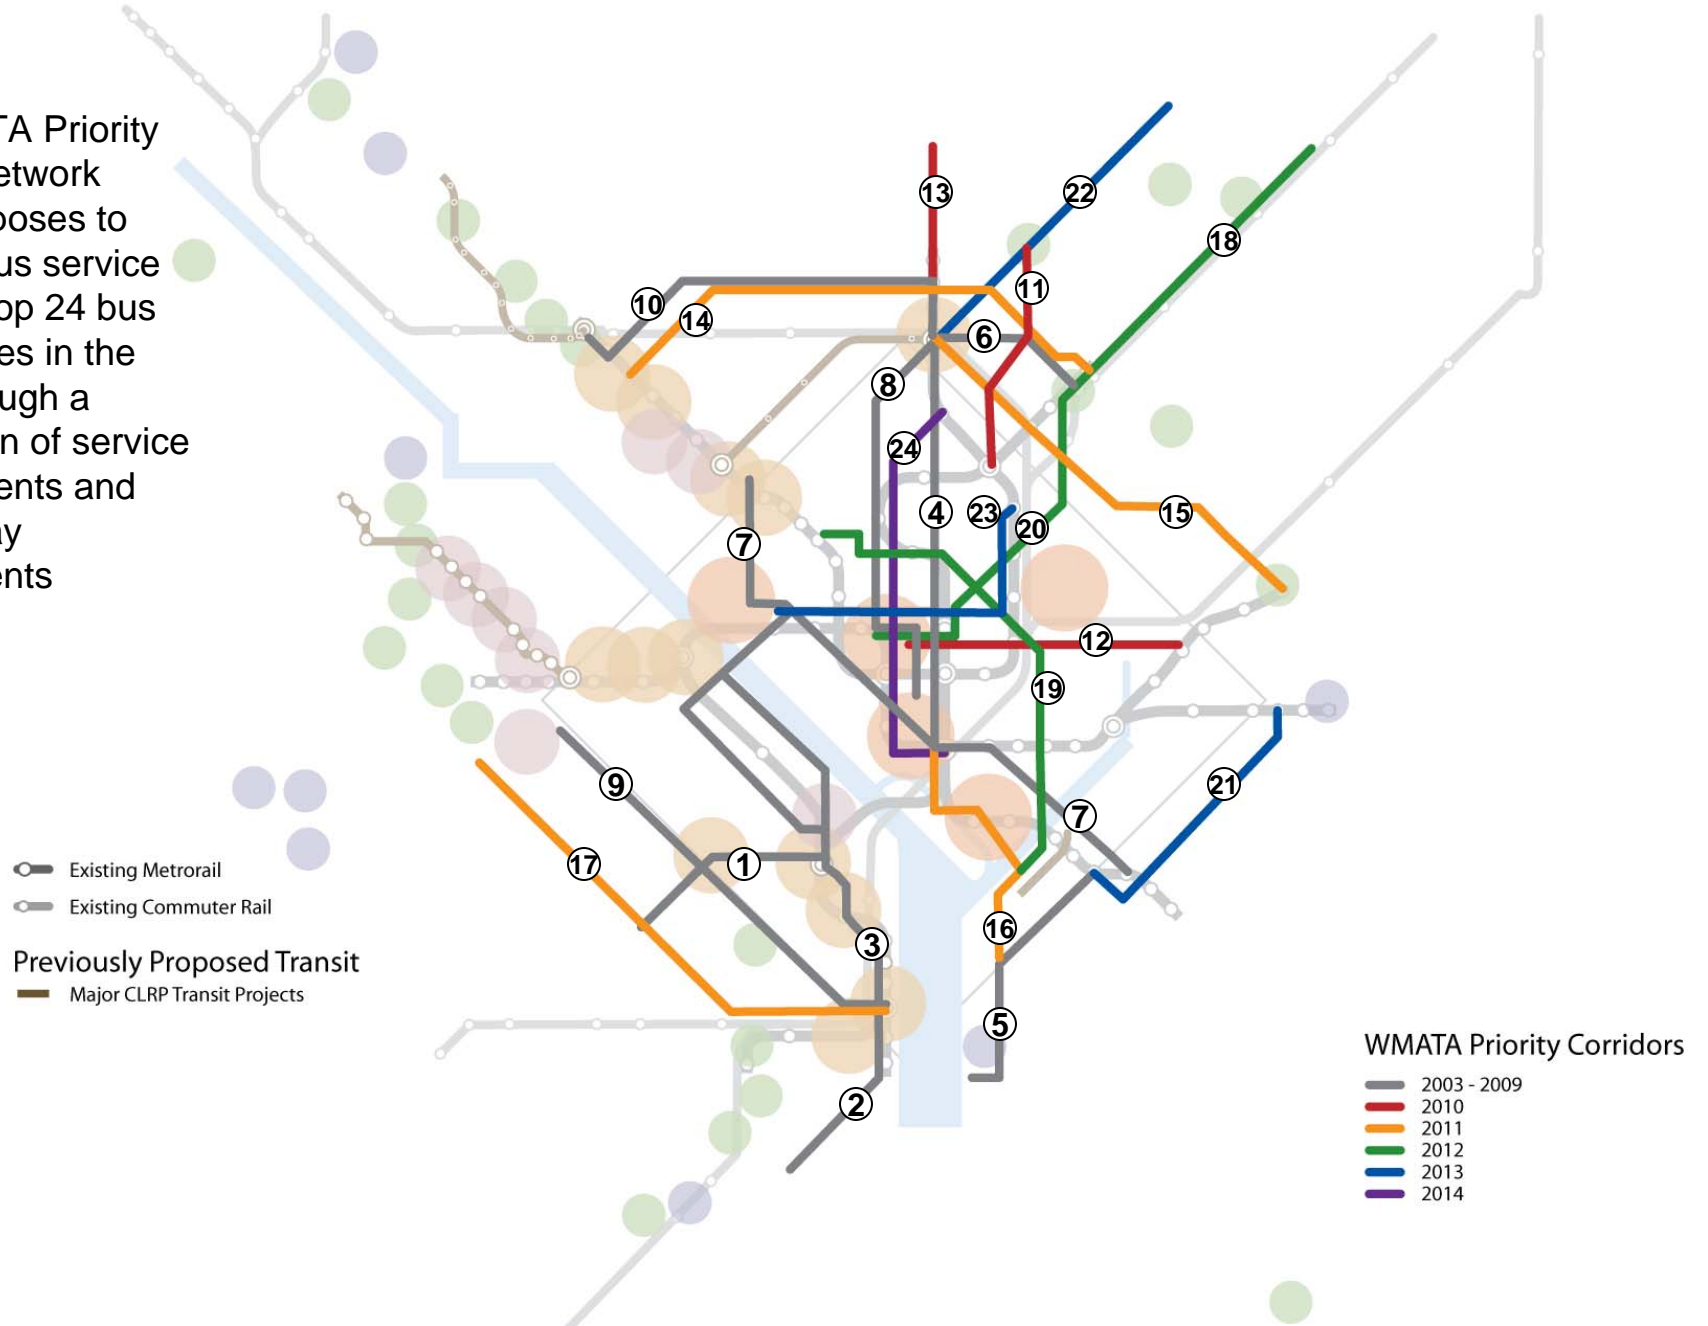 TA Priority
etwork
ooses to
us service
op 24 bus
es in the
ough a
n of service
ents and
ay
ents
13
22
18
11
10
14
6
8
24
4
23
20
15
7
12
19
9
21
7
1
17
3
16
5
2
Existing Metrorail
Existing Commuter Rail
Previously Proposed Transit
Major CLRP Transit Projects
WMATA Priority Corridors
2003 - 2009
2010
2011
2012
2013
2014